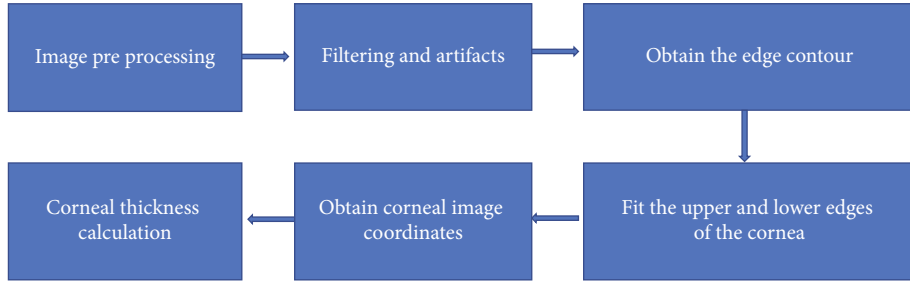 Image pre processing
Filtering and artifacts
Obtain the edge contour
Fit the upper and lower edges
of the cornea
Obtain corneal image
coordinates
Corneal thickness
calculation